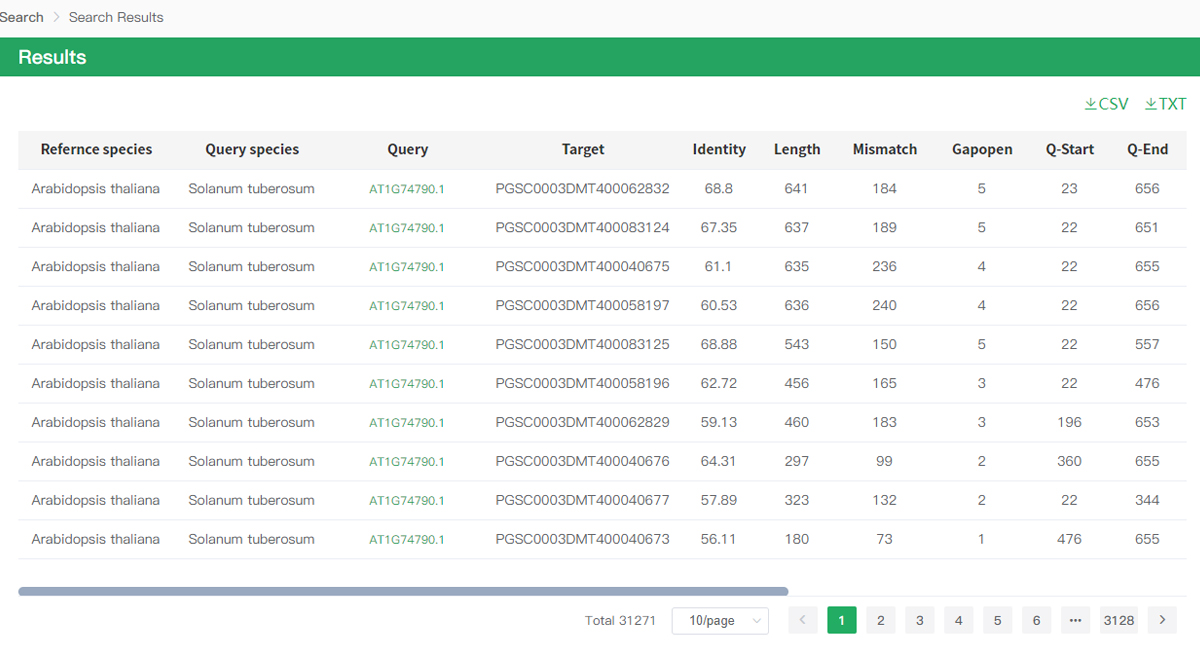 Search > Search Results
Results
CSV TXT
Refernce species Query species Query Target Identity Length Mismatch Gapopen Q-Start Q-End
Arabidopsis thaliana Solanum tuberosum AT1G74790.1 PGSC0003DMT400062832 68.8 641 184 5 23 656
Arabidopsis thaliana Solanum tuberosum AT1G74790.1 PGSC0003DMT400083124 67.35 637 189 5 22 651
Arabidopsis thaliana Solanum tuberosum AT1G74790.1 PGSC0003DMT400040675 61.1 635 236 4 22 655
Arabidopsis thaliana Solanum tuberosum AT1G74790.1 PGSC0003DMT400058197 60.53 636 240 4 22 656
Arabidopsis thaliana Solanum tuberosum AT1G74790.1 PGSC0003DMT400083125 68.88 543 150 5 22 557
Arabidopsis thaliana Solanum tuberosum AT1G74790.1 PGSC0003DMT400058196 62.72 456 165 3 22 476
Arabidopsis thaliana Solanum tuberosum AT1G74790.1 PGSC0003DMT400062829 59.13 460 183 3 196 653
Arabidopsis thaliana Solanum tuberosum AT1G74790.1 PGSC0003DMT400040676 64.31 297 99 2 360 655
Arabidopsis thaliana Solanum tuberosum AT1G74790.1 PGSC0003DMT400040677 57.89 323 132 2 22 344
Arabidopsis thaliana Solanum tuberosum AT1G74790.1 PGSC0003DMT400040673 56.11 180 73 1 476 655
Total 31271 10/page < 1 2 3 4 5 6 ••• 3128 >